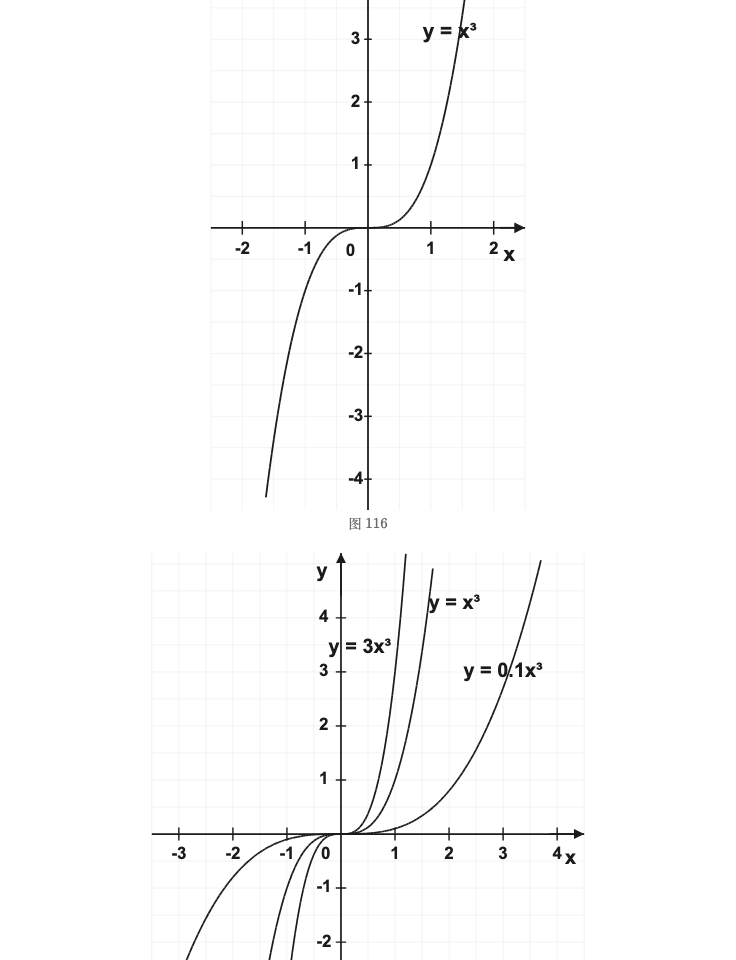 y = x³
3
2
1
-2 -1 0 1 2 x
-1
-2
-3
-4
图 116
y
y = x³
4
y = 3x³
3
y = 0.1x³
2
1
-3 -2 -1 0 1 2 3 4 x
-1
-2